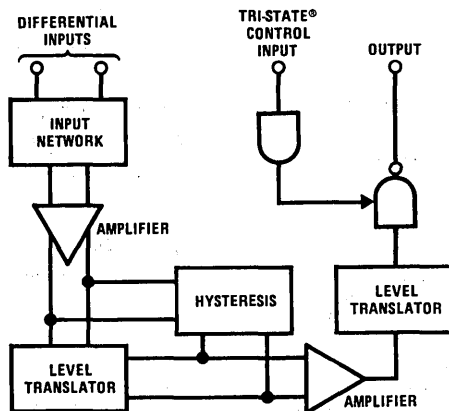 DIFFERENTIAL
INPUTS
TRI-STATE®
CONTROL
INPUT
OUTPUT
INPUT
NETWORK
AMPLIFIER
HYSTERESIS
LEVEL
TRANSLATOR
LEVEL
TRANSLATOR
AMPLIFIER